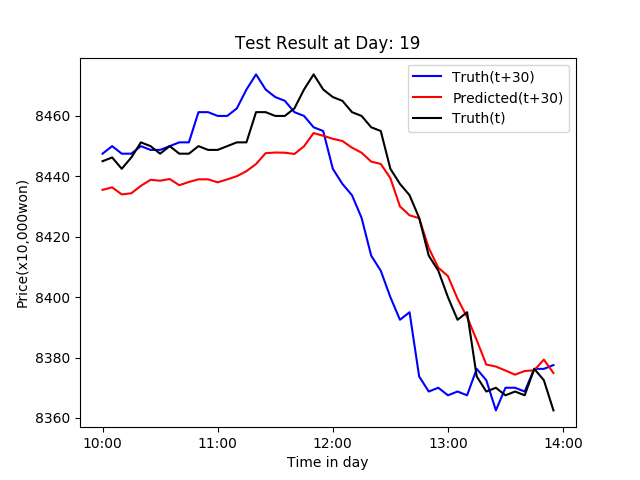 Test Result at Day: 19
Truth(t+30)
Predicted(t+30)
Truth(t)
Price(x10,000won)
8460
8440
8420
8400
8380
8360
10:00 11:00 12:00 13:00 14:00
Time in day